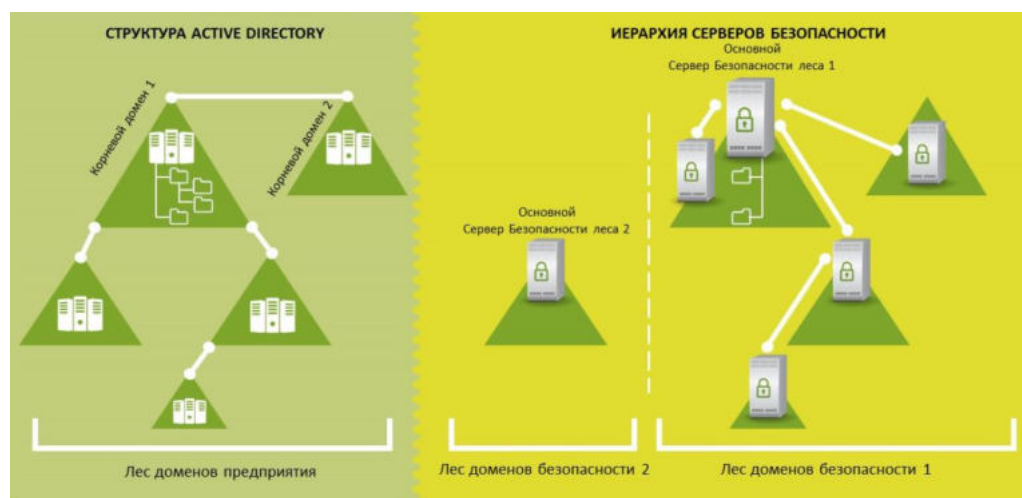 СТРУКТУРА ACTIVE DIRECTORY
Корневой домен 1
Корневой домен 2
Лес доменов предприятия
ИЕРАРХИЯ СЕРВЕРОВ БЕЗОПАСНОСТИ
Основной
Сервер Безопасности леса 1
Основной
Сервер Безопасности леса 2
Лес доменов безопасности 2
Лес доменов безопасности 1